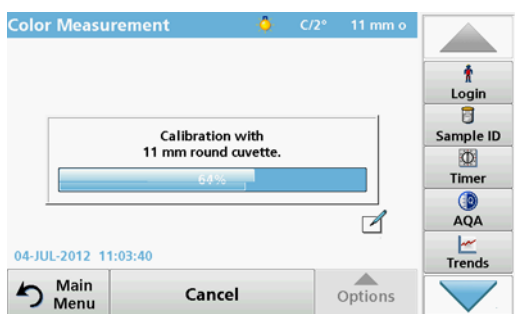 Color Measurement C/2° 11 mm o
Login
Sample ID
Timer
AQA
Trends
Calibration with
11 mm round cuvette.
64%
04-JUL-2012 11:03:40
Main
Menu
Cancel
Options